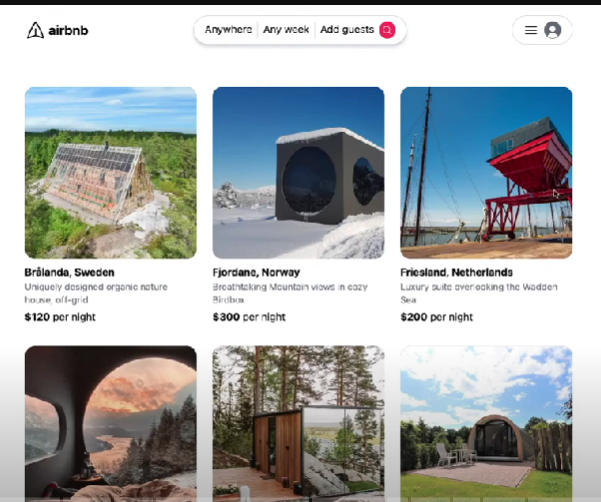 airbnb
Anywhere Any week Add guests
Brålanda, Sweden
Uniquely designed organic nature
house, off-grid
$120 per night
Fjordane, Norway
Breathtaking Mountain views in cozy
Birdbox
$300 per night
Friesland, Netherlands
Luxury suite overlooking the Wadden
Sea
$200 per night